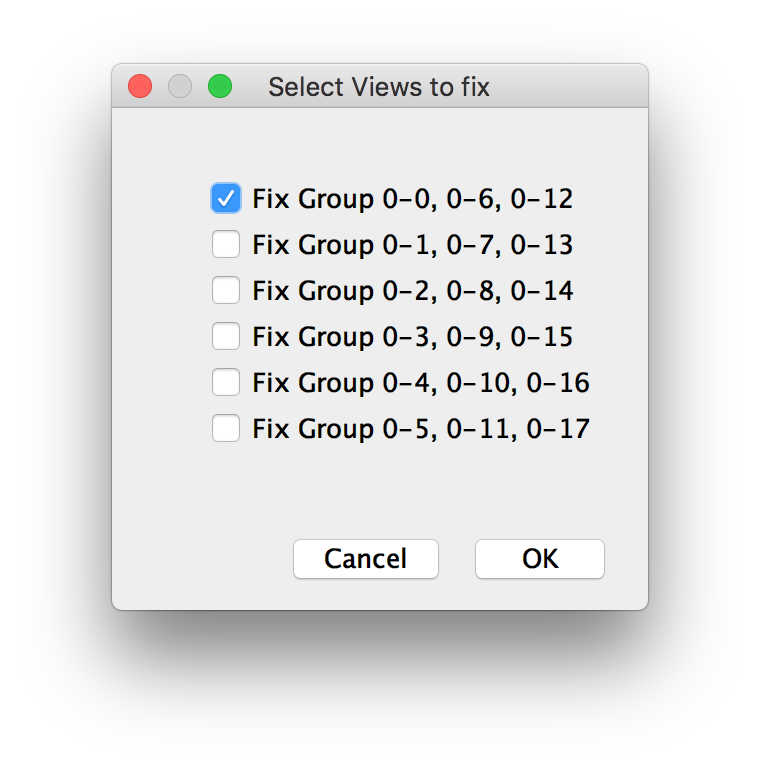 Select Views to fix
Fix Group 0-0, 0-6, 0-12
Fix Group 0-1, 0-7, 0-13
Fix Group 0-2, 0-8, 0-14
Fix Group 0-3, 0-9, 0-15
Fix Group 0-4, 0-10, 0-16
Fix Group 0-5, 0-11, 0-17
Cancel OK